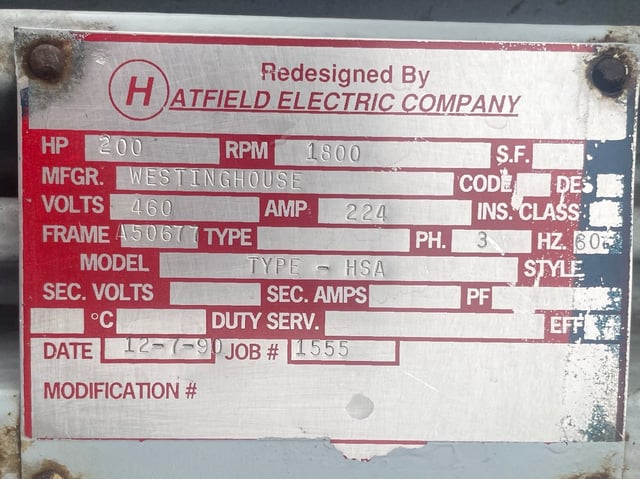 Redesigned By
HATFIELD ELECTRIC COMPANY
HP 200 RPM 1800 S.F.
MFGR. WESTINGHOUSE CODE DES
VOLTS 460 AMP 224 INS. CLASS
FRAME A50677 TYPE PH. 3 HZ. 60
MODEL TYPE - HSA STYLE
SEC. VOLTS SEC. AMPS PF
°C DUTY SERV. EFF
DATE 12-7-90 JOB # 1555
MODIFICATION #